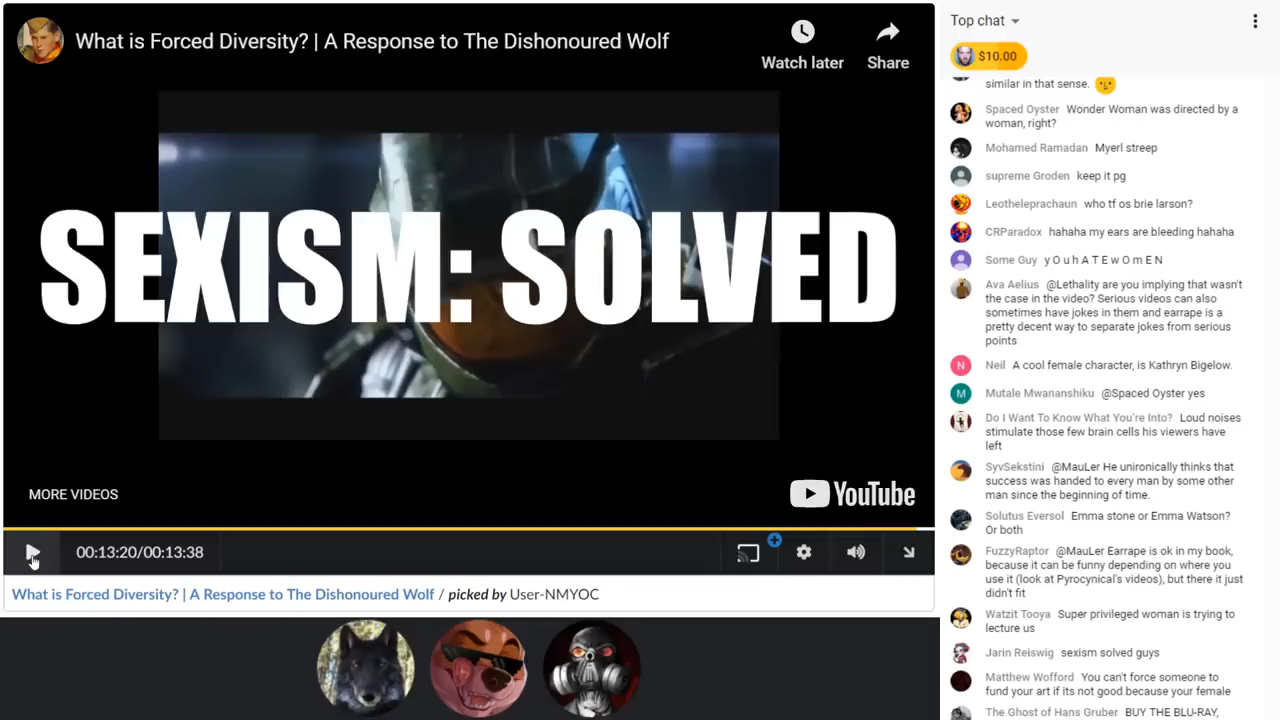 What is Forced Diversity? | A Response to The Dishonoured Wolf
Watch later
Share
SEXISM: SOLVED
MORE VIDEOS
YouTube
00:13:20/00:13:38
What is Forced Diversity? | A Response to The Dishonoured Wolf / picked by User-NMYOC
Top chat
$10.00
similar in that sense.
Spaced Oyster Wonder Woman was directed by a
woman, right?
Mohamed Ramadan Myerl streep
supreme Groden keep it pg
Leotheleprachaun who tf os brie larson?
CRParadox hahaha my ears are bleeding hahaha
Some Guy y O u h A T E w O m E N
Ava Aelius @Lethality are you implying that wasn't
the case in the video? Serious videos can also
sometimes have jokes in them and earrape is a
pretty decent way to separate jokes from serious
points
N
Neil A cool female character, is Kathryn Bigelow.
M
Mutale Mwananshiku @Spaced Oyster yes
Do I Want To Know What You're Into? Loud noises
stimulate those few brain cells his viewers have
left
SyvSekstini @MauLer He unironically thinks that
success was handed to every man by some other
man since the beginning of time.
Solutus Eversol Emma stone or Emma Watson?
Or both
FuzzyRaptor @MauLer Earrape is ok in my book,
because it can be funny depending on where you
use it (look at Pyrocynical's videos), but there it just
didn't fit
Watzit Tooya Super privileged woman is trying to
lecture us
Jarin Reiswig sexism solved guys
Matthew Wofford You can't force someone to
fund your art if its not good because your female
The Ghost of Hans Gruber BUY THE BLU-RAY,